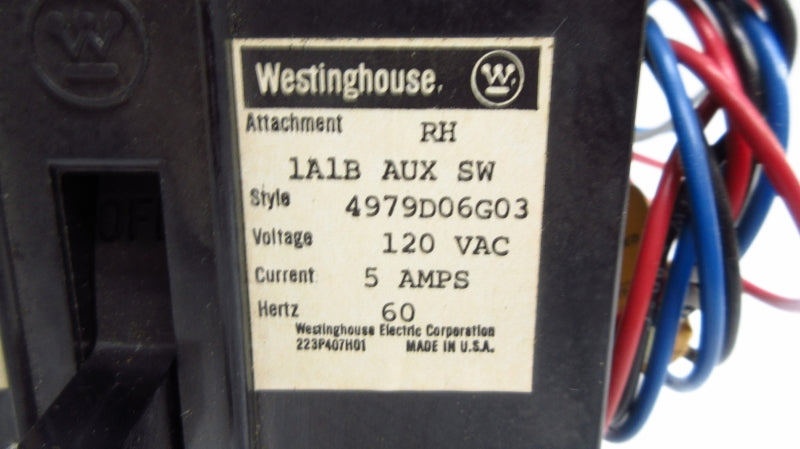 Westinghouse
W
Attachment RH
1A1B AUX SW
Style 4979D06G03
Voltage 120 VAC
Current 5 AMPS
Hertz 60
Westinghouse Electric Corporation
223P407H01 MADE IN U.S.A.
W
OFF